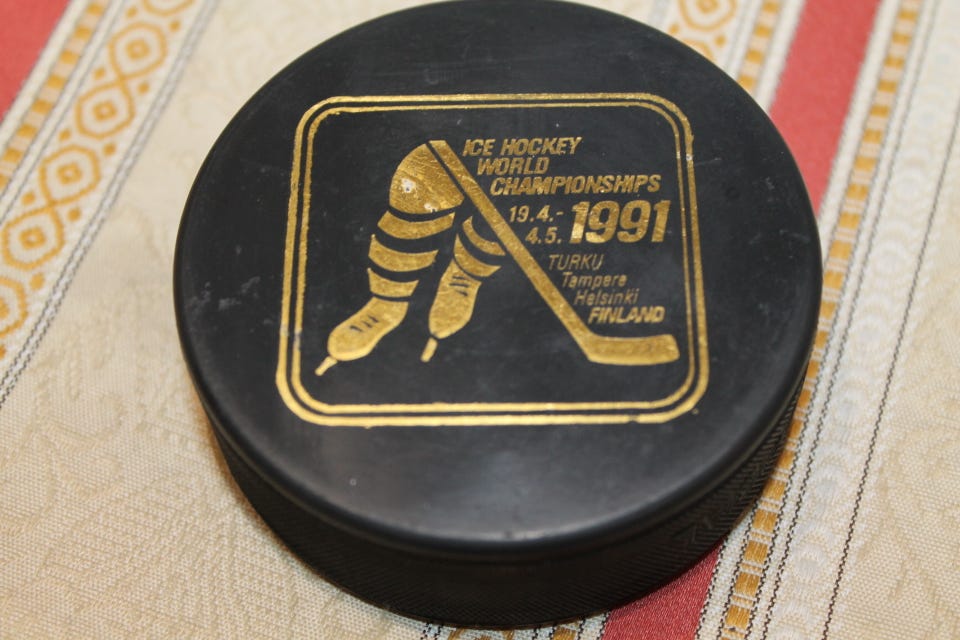 ICE HOCKEY
WORLD
CHAMPIONSHIPS
19.4.- 1991
4.5.
TURKU
Tampere
Helsinki
FINLAND